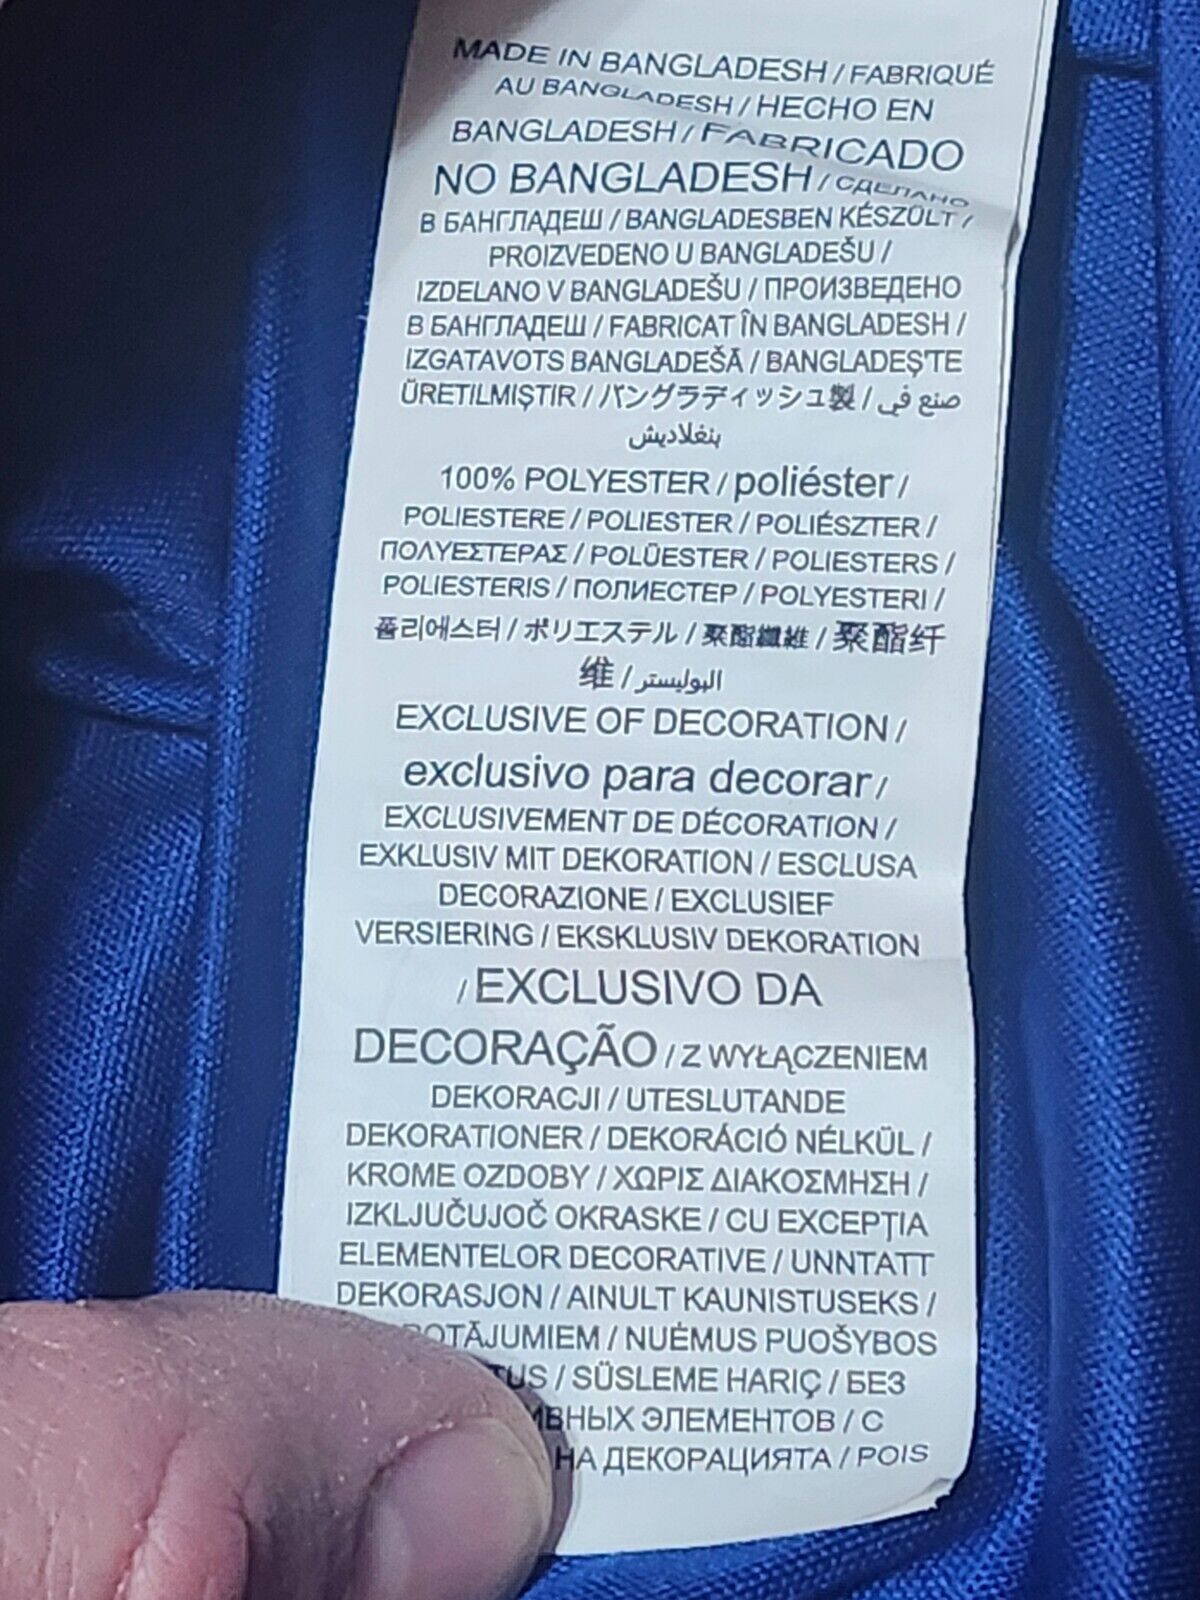 MADE IN BANGLADESH / FABRIQUÉ
AU BANGLADESH / HECHO EN
BANGLADESH / FABRICADO
NO BANGLADESH / СДЕЛАНО
В БАНГЛАДЕШ / BANGLADESBEN KÉSZÜLT /
PROIZVEDENO U BANGLADEŠU /
IZDELANO V BANGLADEŠU / ПРОИЗВЕДЕНО
В БАНГЛАДЕШ / FABRICAT ÎN BANGLADESH /
IZGATAVOTS BANGLADEŠĀ / BANGLADEŞ'TE
ÜRETILMIŞTIR / バングラディッシュ製 / صنع في
بنغلاديش
100% POLYESTER / poliéster /
POLIESTERE / POLIESTER / POLIÉSZTER /
ΠΟΛΥΕΣΤΕΡΑΣ / POLÜESTER / POLIESTERS /
POLIESTERIS / ПОЛИЕСТЕР / POLYESTERI /
폴리에스터 / ポリエステル / 聚酯纖維 / 聚酯纤
维 / البوليستر
EXCLUSIVE OF DECORATION /
exclusivo para decorar /
EXCLUSIVEMENT DE DÉCORATION /
EXKLUSIV MIT DEKORATION / ESCLUSA
DECORAZIONE / EXCLUSIEF
VERSIERING / EKSKLUSIV DEKORATION
/ EXCLUSIVO DA
DECORAÇÃO / Z WYŁĄCZENIEM
DEKORACJI / UTESLUTANDE
DEKORATIONER / DEKORÁCIÓ NÉLKÜL /
KROME OZDOBY / ΧΩΡΙΣ ΔΙΑΚΟΣΜΗΣΗ /
IZKLJUČUJOČ OKRASKE / CU EXCEPŢIA
ELEMENTELOR DECORATIVE / UNNTATT
DEKORASJON / AINULT KAUNISTUSEKS /
OTĀJUMIEM / NUĖMUS PUOŠYBOS
TUS / SÜSLEME HARIÇ / БЕЗ
ИВНЫХ ЭЛЕМЕНТОВ / С
НА ДЕКОРАЦИЯТА / POIS